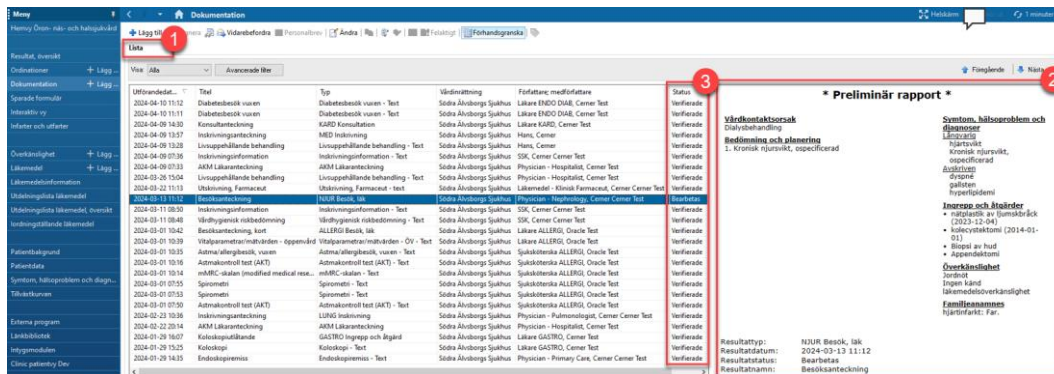 Meny
Hemvy Öron- näs- och halssjukvård
Resultat, översikt
Ordinationer + Lägg ...
Dokumentation + Lägg ...
Sparade formulär
Interaktiv vy
Infarter och utfarter
Överkänslighet + Lägg ...
Läkemedel + Lägg ...
Läkemedelsinformation
Utdelningslista läkemedel
Utdelningslista läkemedel, översikt
Iordningställande läkemedel
Patientbakgrund
Patientdata
Symtom, hälsoproblem och diagn...
Tillväxtkurvan
Externa program
Länkbibliotek
Intygsmodulen
Clinic patientvy Dev
Dokumentation
Helskärm
1 minuter
Lägg till Vidarebefordra Personalbrev Ändra Felaktigt Förhandsgranska
1
Lista
Visa: Alla Avancerade filter
Föregående Nästa
2
3
Utförandedat... Titel Typ Vårdinrättning Författare; medförfattare Status
2024-04-10 11:12 Diabetesbesök vuxen Diabetesbesök vuxen - Text Södra Älvsborgs Sjukhus Läkare ENDO DIAB, Cerner Test Verifierade
2024-04-10 11:11 Diabetesbesök vuxen Diabetesbesök vuxen - Text Södra Älvsborgs Sjukhus Läkare ENDO DIAB, Cerner Test Verifierade
2024-04-09 14:30 Konsultanteckning KARD Konsultation Södra Älvsborgs Sjukhus Läkare KARD, Cerner Test Verifierade
2024-04-09 13:57 Inskrivningsanteckning MED Inskrivning Södra Älvsborgs Sjukhus Hans, Cerner Verifierade
2024-04-09 13:28 Livsuppehållande behandling Livsuppehållande behandling - Text Södra Älvsborgs Sjukhus Hans, Cerner Verifierade
2024-04-09 07:36 Inskrivningsinformation Inskrivningsinformation - Text Södra Älvsborgs Sjukhus SSK, Cerner Cerner Test Verifierade
2024-04-09 07:33 AKM Läkaranteckning AKM Läkaranteckning Södra Älvsborgs Sjukhus Physician - Hospitalist, Cerner Test Verifierade
2024-03-26 15:04 Livsuppehållande behandling Livsuppehållande behandling - Text Södra Älvsborgs Sjukhus Physician - Hospitalist, Cerner Test Verifierade
2024-03-22 11:13 Utskrivning, Farmaceut Utskrivning, Farmaceut - text Södra Älvsborgs Sjukhus Läkemedel - Klinisk Farmaceut, Cerner Cerner Test Verifierade
2024-03-13 11:12 Besöksanteckning NJUR Besök, läk Södra Älvsborgs Sjukhus Physician - Nephrology, Cerner Cerner Test Bearbetas
2024-03-11 08:50 Inskrivningsinformation Inskrivningsinformation - Text Södra Älvsborgs Sjukhus SSK, Cerner Cerner Test Verifierade
2024-03-11 08:48 Vårdhygienisk riskbedömning Vårdhygienisk riskbedömning - Text Södra Älvsborgs Sjukhus SSK, Cerner Cerner Test Verifierade
2024-03-01 10:42 Besöksanteckning, kort ALLERGI Besök, läk Södra Älvsborgs Sjukhus Läkare ALLERGI, Oracle Test Verifierade
2024-03-01 10:39 Vitalparametrar/mätvärden - öppenvård Vitalparametrar/mätvärden - ÖV - Text Södra Älvsborgs Sjukhus Läkare ALLERGI, Oracle Test Verifierade
2024-03-01 10:35 Astma/allergibesök, vuxen Astma/allergibesök, vuxen - Text Södra Älvsborgs Sjukhus Sjuksköterska ALLERGI, Oracle Test Verifierade
2024-03-01 10:16 Astmakontroll test (AKT) Astmakontroll test (AKT) - Text Södra Älvsborgs Sjukhus Sjuksköterska ALLERGI, Oracle Test Verifierade
2024-03-01 10:14 mMRC-skalan (modified medical rese... mMRC-skalan - Text Södra Älvsborgs Sjukhus Sjuksköterska ALLERGI, Oracle Test Verifierade
2024-03-01 07:55 Spirometri Spirometri - Text Södra Älvsborgs Sjukhus Sjuksköterska ALLERGI, Oracle Test Verifierade
2024-03-01 07:53 Spirometri Spirometri - Text Södra Älvsborgs Sjukhus Sjuksköterska ALLERGI, Oracle Test Verifierade
2024-03-01 07:50 Astmakontroll test (AKT) Astmakontroll test (AKT) - Text Södra Älvsborgs Sjukhus Sjuksköterska ALLERGI, Oracle Test Verifierade
2024-02-23 10:36 Inskrivningsanteckning LUNG Inskrivning Södra Älvsborgs Sjukhus Physician - Pulmonologist, Cerner Test Verifierade
2024-02-22 20:14 AKM Läkaranteckning AKM Läkaranteckning Södra Älvsborgs Sjukhus Physician - Hospitalist, Cerner Test Verifierade
2024-01-29 16:07 Koloskopiutlåtande GASTRO Ingrepp och åtgärd Södra Älvsborgs Sjukhus Läkare GASTRO, Cerner Test Verifierade
2024-01-29 15:25 Koloskopi Koloskopi - Text Södra Älvsborgs Sjukhus Läkare GASTRO, Cerner Test Verifierade
2024-01-29 14:35 Endoskopiremiss Endoskopiremiss - Text Södra Älvsborgs Sjukhus Physician - Primary Care, Cerner Cerner Test Verifierade
* Preliminär rapport *
Vårdkontaktsorsak
Dialysbehandling
Bedömning och planering
1. Kronisk njursvikt, ospecificerad
Symtom, hälsoproblem och
diagnoser
Långvarig
hjärtsvikt
Kronisk njursvikt,
ospecificerad
Avskriven
dyspné
gallsten
hyperlipidemi
Ingrepp och åtgärder
• nätplastik av ljumskbråck
(2023-12-04)
• kolecystektomi (2014-01-
01)
• Biopsi av hud
• Appendektomi
Överkänslighet
Jordnöt
Ingen känd
läkemedelsöverkänslighet
Familjeanamnes
hjärtinfarkt: Far.
Resultattyp: NJUR Besök, läk
Resultatdatum: 2024-03-13 11:12
Resultatstatus: Bearbetas
Resultatnamn: Besöksanteckning